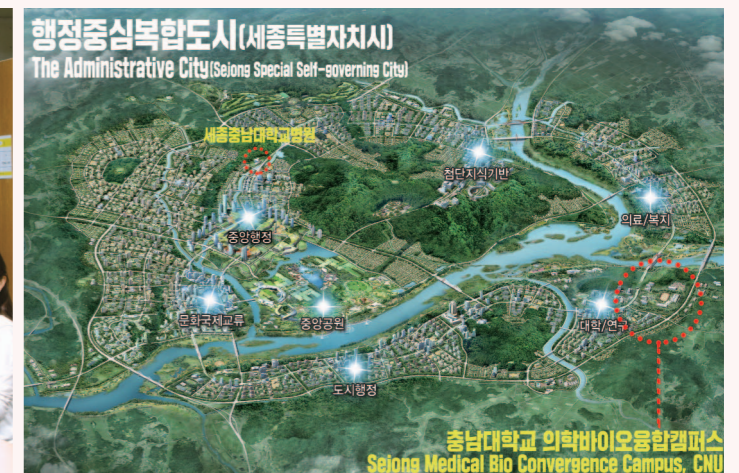 행정중심복합도시(세종특별자치시)
The Administrative City(Sejong Special Self-governing City)
세종충남대학교병원
첨단지식기반
의료/복지
중앙행정
문화국제교류
중앙공원
대학/연구
도시행정
충남대학교 의학바이오융합캠퍼스
Sejong Medical Bio Convergence Campus, CNU